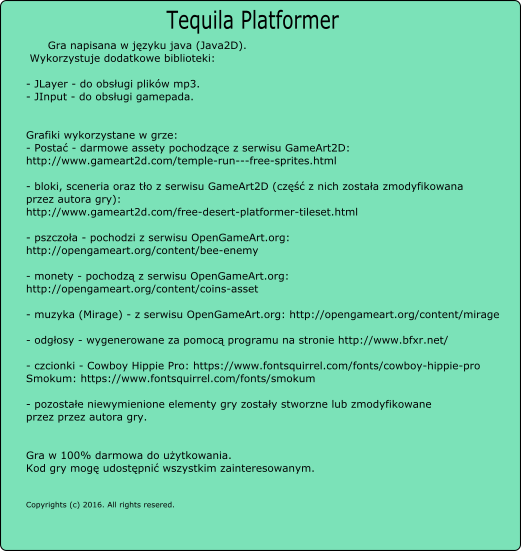 Tequila Platformer
Gra napisana w języku java (Java2D).
Wykorzystuje dodatkowe biblioteki:
- JLayer - do obsługi plików mp3.
- JInput - do obsługi gamepada.
Grafiki wykorzystane w grze:
- Postać - darmowe assety pochodzące z serwisu GameArt2D:
http://www.gameart2d.com/temple-run---free-sprites.html
- bloki, sceneria oraz tło z serwisu GameArt2D (część z nich została zmodyfikowana
przez autora gry):
http://www.gameart2d.com/free-desert-platformer-tileset.html
- pszczoła - pochodzi z serwisu OpenGameArt.org:
http://opengameart.org/content/bee-enemy
- monety - pochodzą z serwisu OpenGameArt.org:
http://opengameart.org/content/coins-asset
- muzyka (Mirage) - z serwisu OpenGameArt.org: http://opengameart.org/content/mirage
- odgłosy - wygenerowane za pomocą programu na stronie http://www.bfxr.net/
- czcionki - Cowboy Hippie Pro: https://www.fontsquirrel.com/fonts/cowboy-hippie-pro
Smokum: https://www.fontsquirrel.com/fonts/smokum
- pozostałe niewymienione elementy gry zostały stworzne lub zmodyfikowane
przez przez autora gry.
Gra w 100% darmowa do użytkowania.
Kod gry mogę udostępnić wszystkim zainteresowanym.
Copyrights (c) 2016. All rights resered.